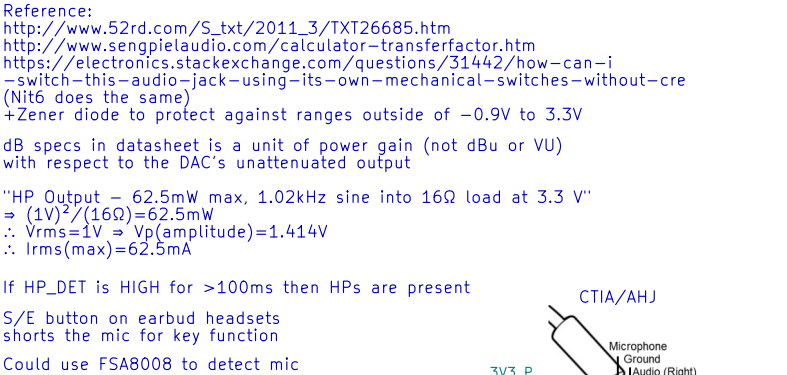 Reference:
http://www.52rd.com/S_txt/2011_3/TXT26685.htm
http://www.sengpielaudio.com/calculator-transferfactor.htm
https://electronics.stackexchange.com/questions/31442/how-can-i
-switch-this-audio-jack-using-its-own-mechanical-switches-without-cre
(Nit6 does the same)
+Zener diode to protect against ranges outside of -0.9V to 3.3V
dB specs in datasheet is a unit of power gain (not dBu or VU)
with respect to the DAC's unattenuated output
"HP Output - 62.5mW max, 1.02kHz sine into 16Ω load at 3.3 V"
⇒ (1V)²/(16Ω)=62.5mW
∴ Vrms=1V ⇒ Vp(amplitude)=1.414V
∴ Irms(max)=62.5mA
If HP_DET is HIGH for >100ms then HPs are present
CTIA/AHJ
S/E button on earbud headsets
shorts the mic for key function
Microphone
Ground
Audio (Right)
Could use FSA8008 to detect mic
3V3_P